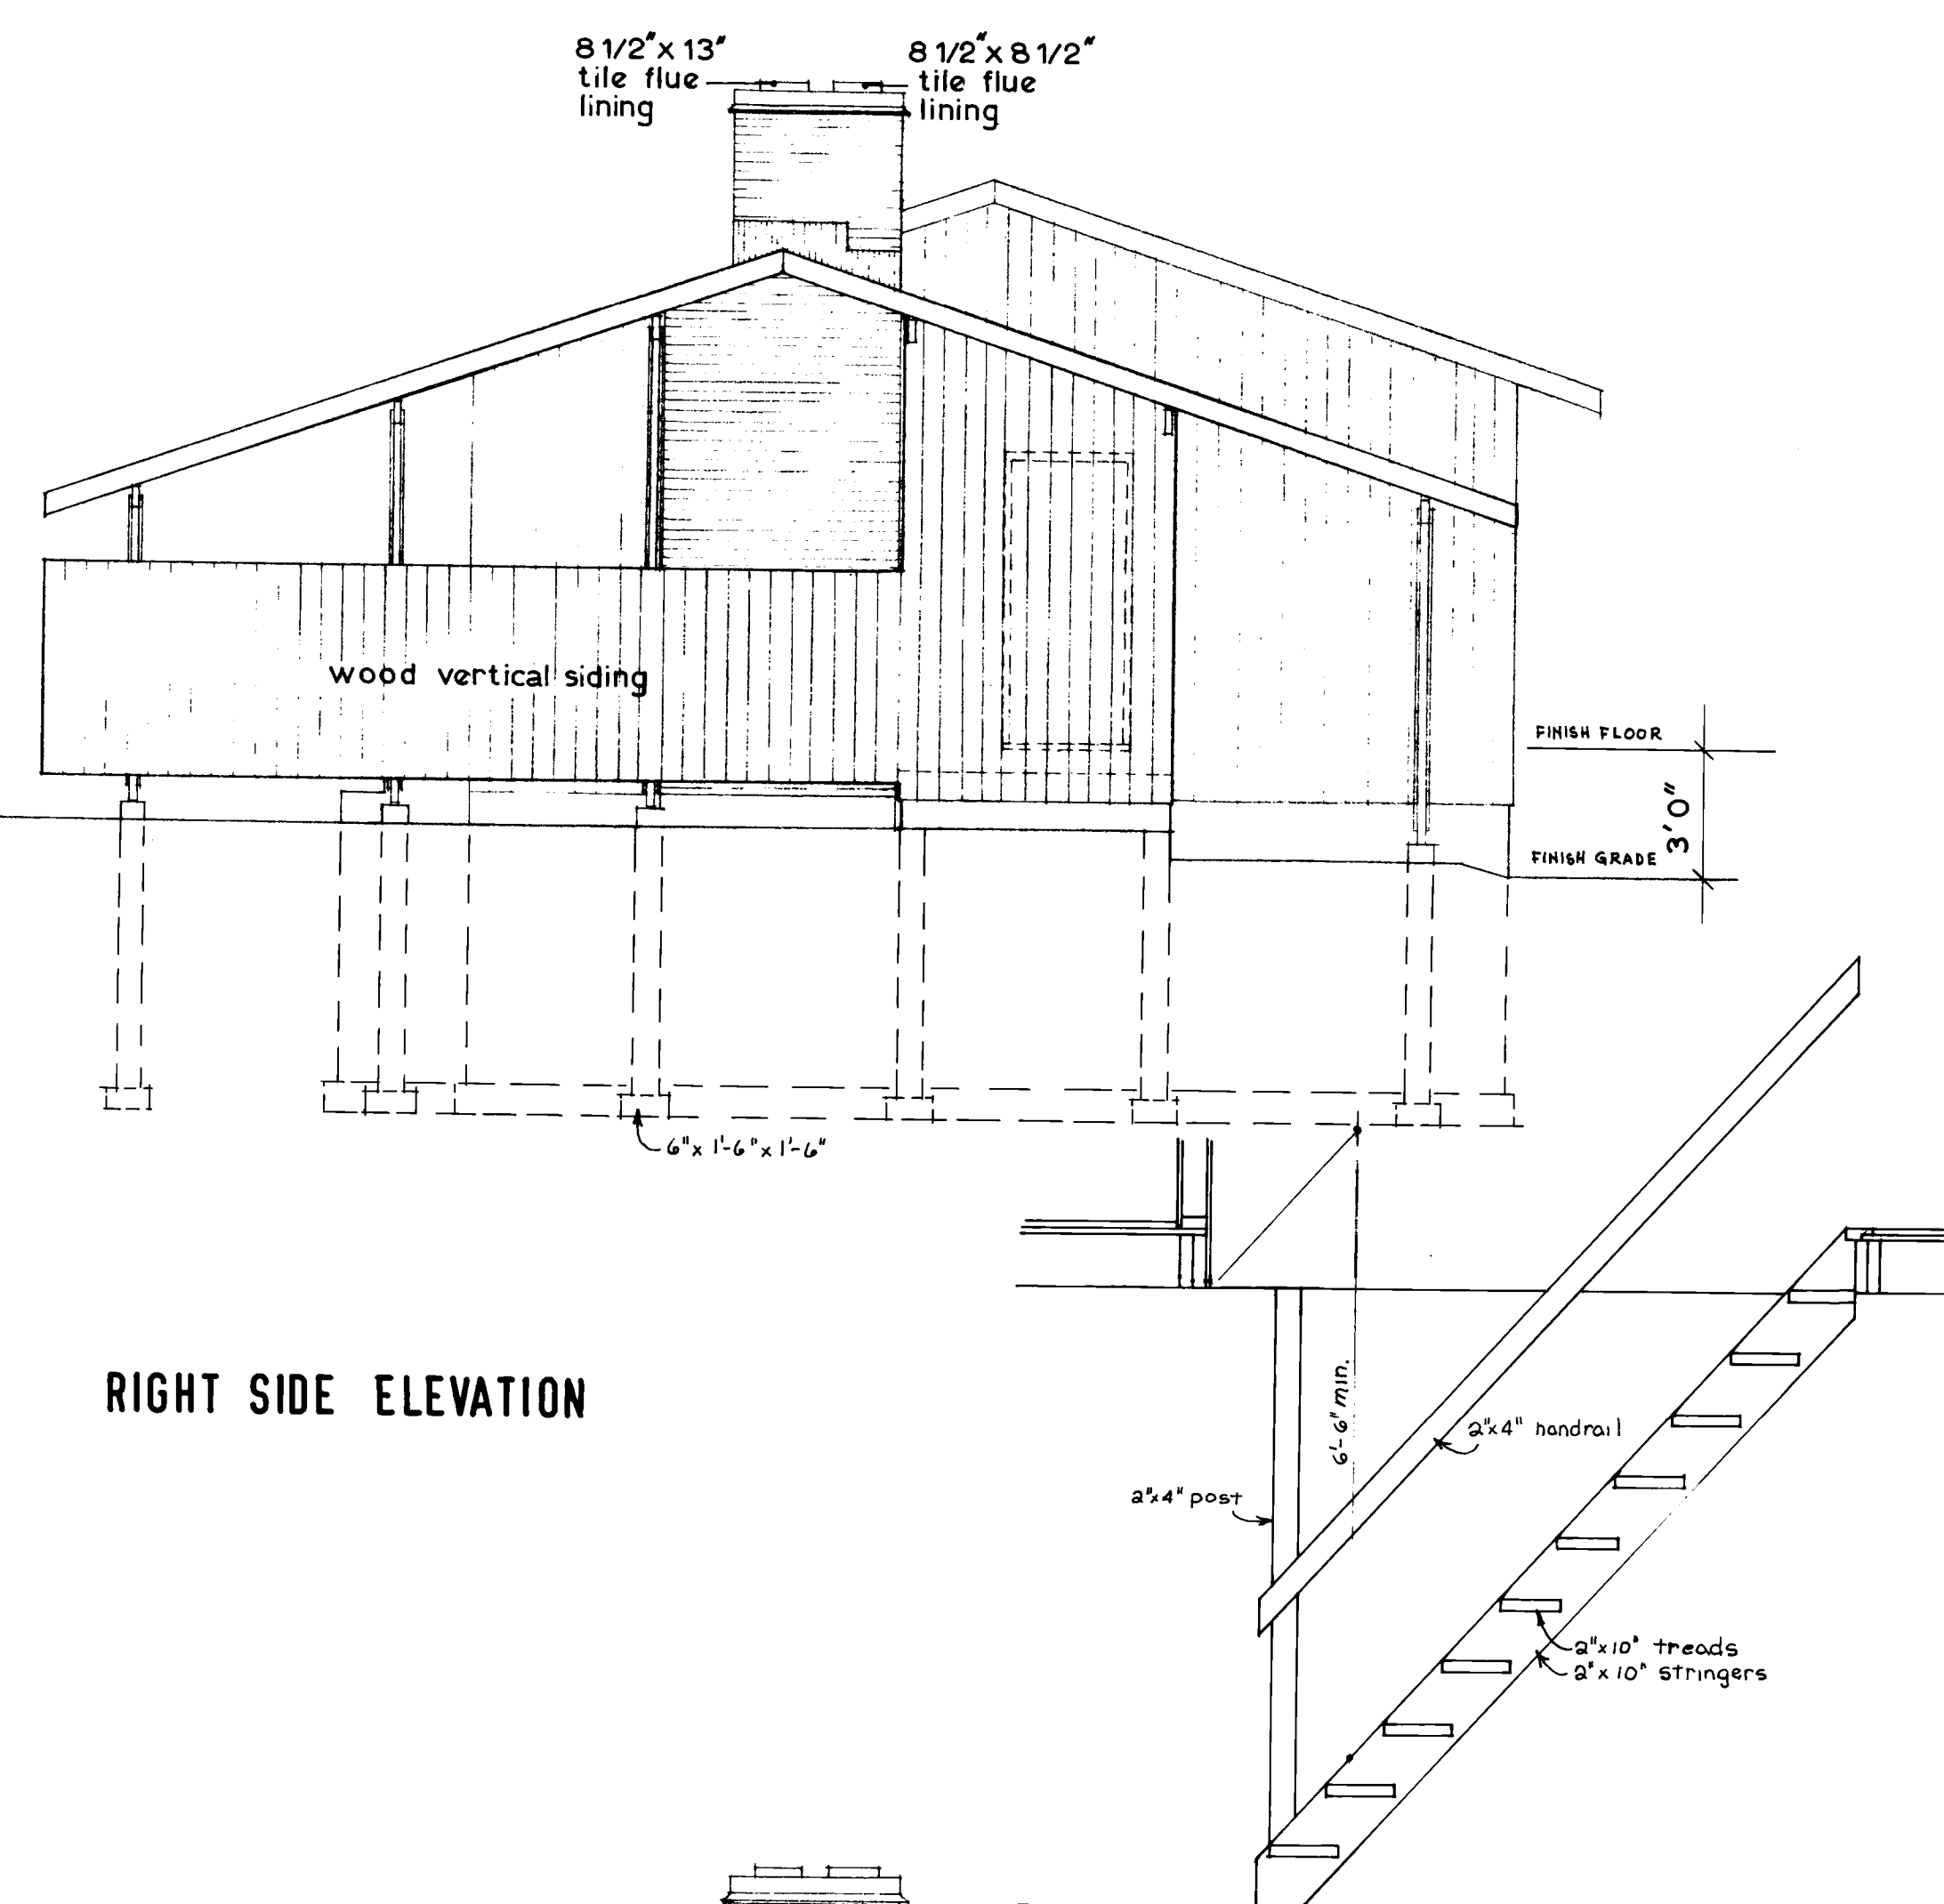 8 1/2" x 13"
tile flue
lining
8 1/2" x 8 1/2"
tile flue
lining
wood vertical siding
FINISH FLOOR
3'0"
FINISH GRADE
6" x 1'-6" x 1'-6"
RIGHT SIDE ELEVATION
6'-6" min.
2"x4" handrail
2"x4" post
2"x10" treads
2"x10" stringers